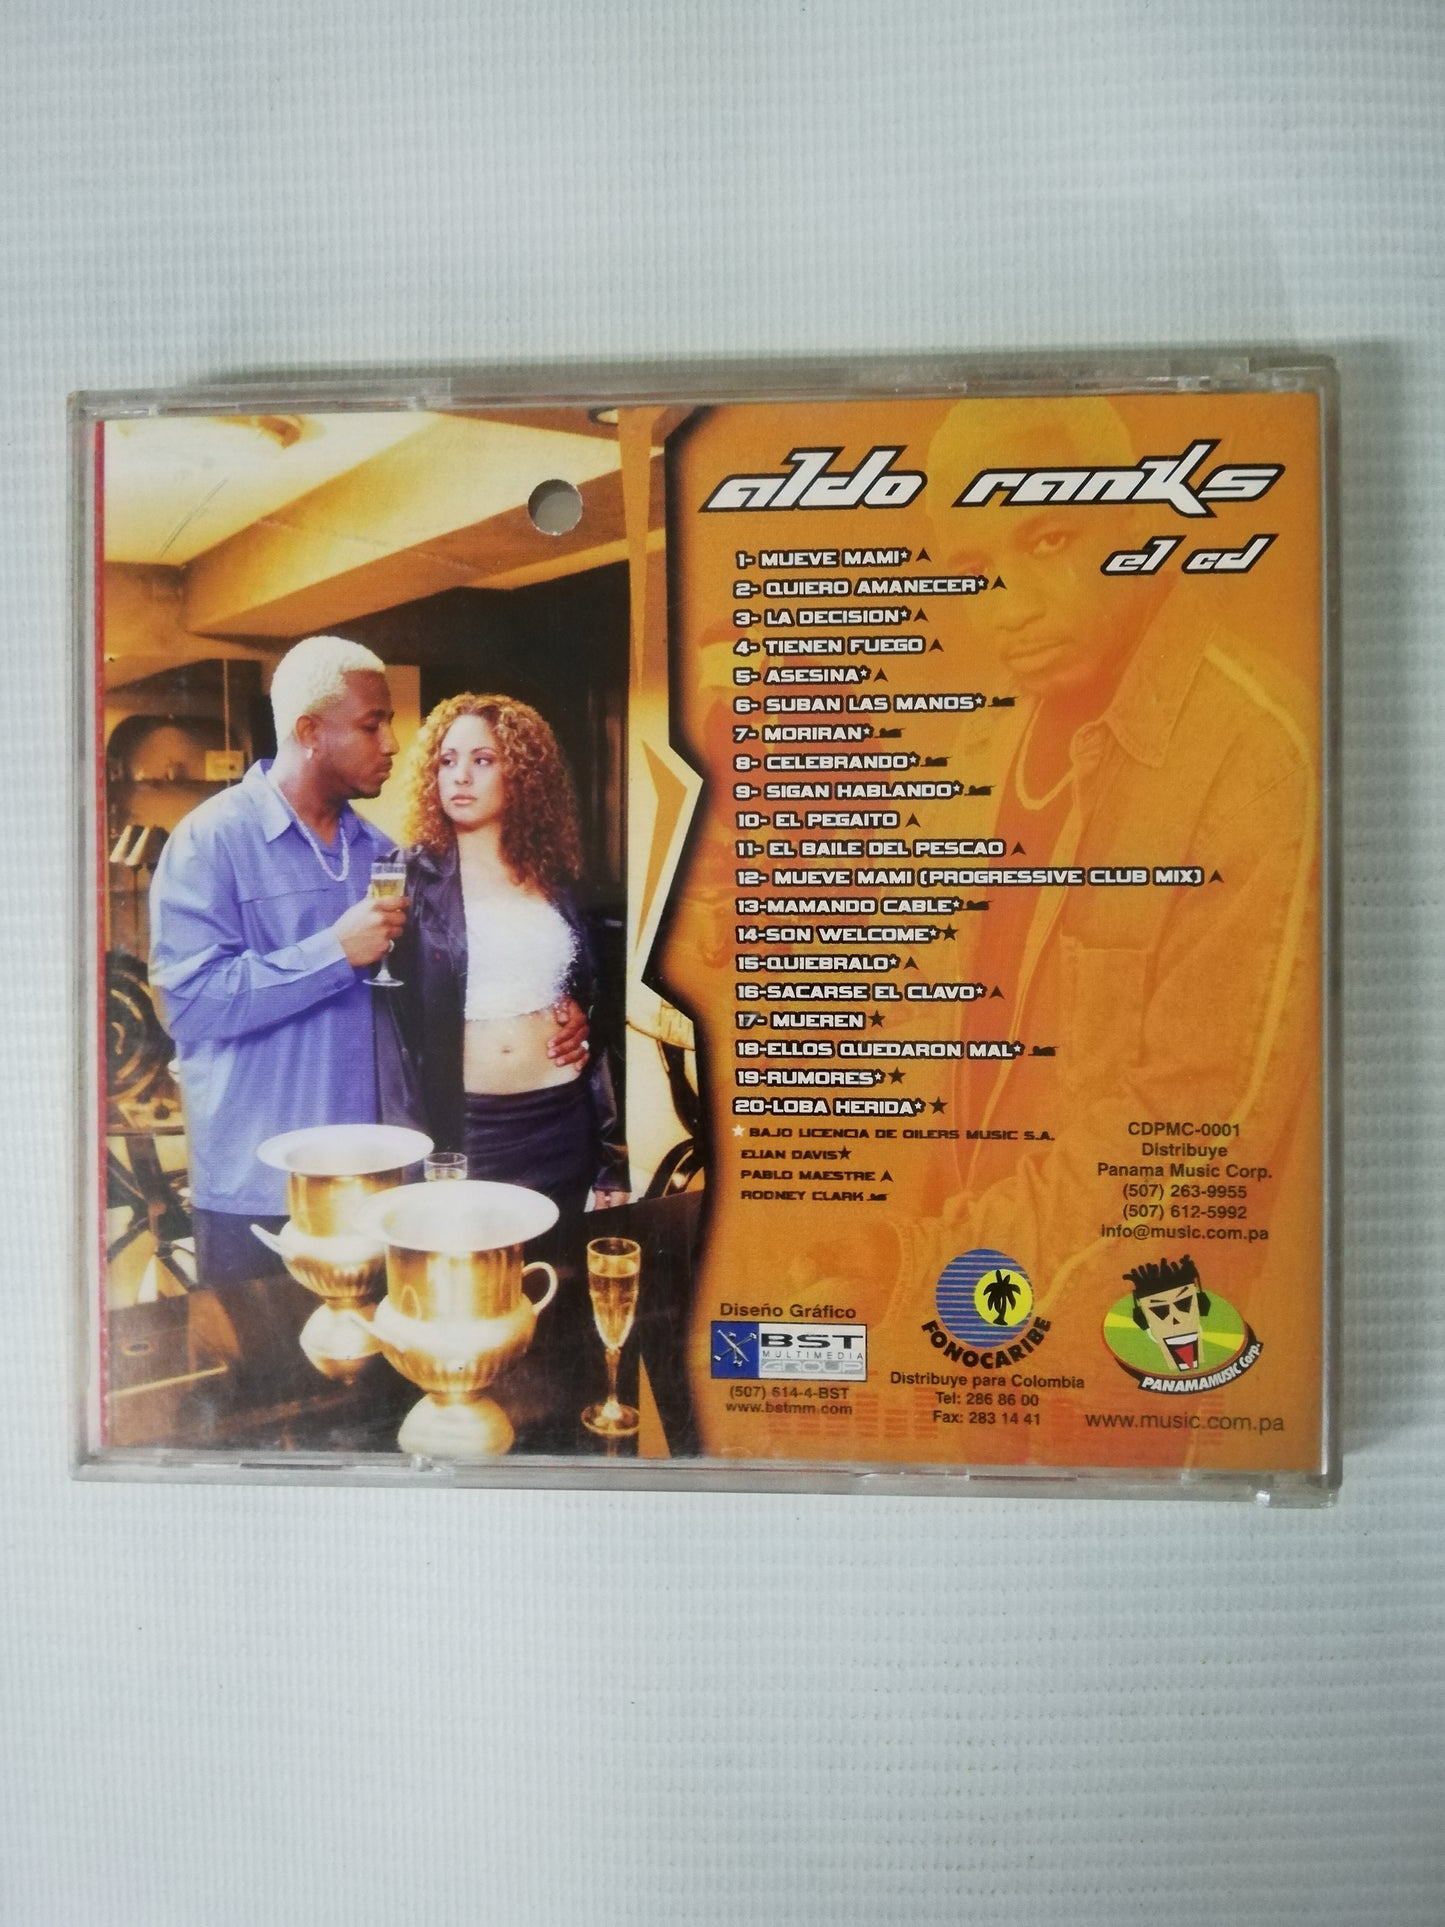 aldo ranks
el cd
1- MUEVE MAMI*
2- QUIERO AMANECER*
3- LA DECISION*
4- TIENEN FUEGO
5- ASESINA*
6- SUBAN LAS MANOS*
7- MORIRAN*
8- CELEBRANDO*
9- SIGAN HABLANDO*
10- EL PEGAITO
11- EL BAILE DEL PESCAO
12- MUEVE MAMI (PROGRESSIVE CLUB MIX)
13-MAMANDO CABLE*
14-SON WELCOME*★
15-QUIEBRALO*
16-SACARSE EL CLAVO*
17- MUEREN ★
18-ELLOS QUEDARON MAL*
19-RUMORES*★
20-LOBA HERIDA*★
★ BAJO LICENCIA DE OILERS MUSIC S.A.
ELIAN DAVIS★
PABLO MAESTRE
RODNEY CLARK
CDPMC-0001
Distribuye
Panama Music Corp.
(507) 263-9955
(507) 612-5992
info@music.com.pa
Diseño Gráfico
BST
MULTIMEDIA
GROUP
(507) 614-4-BST
www.bstmm.com
FONOCARIBE
Distribuye para Colombia
Tel: 286 86 00
Fax: 283 14 41
PANAMAMUSIC Corp.
www.music.com.pa